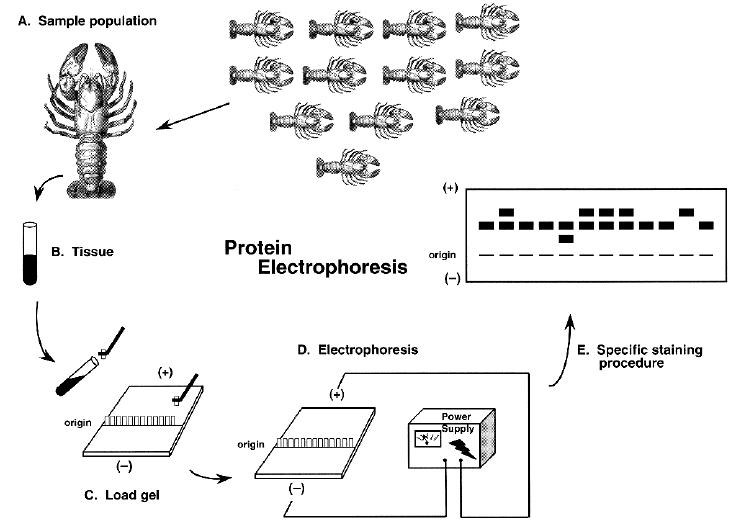 A. Sample population
(+)
B. Tissue
Protein
Electrophoresis
origin
(–)
D. Electrophoresis
E. Specific staining
procedure
(+)
(+)
origin
Power
Supply
origin
(–)
(–)
C. Load gel